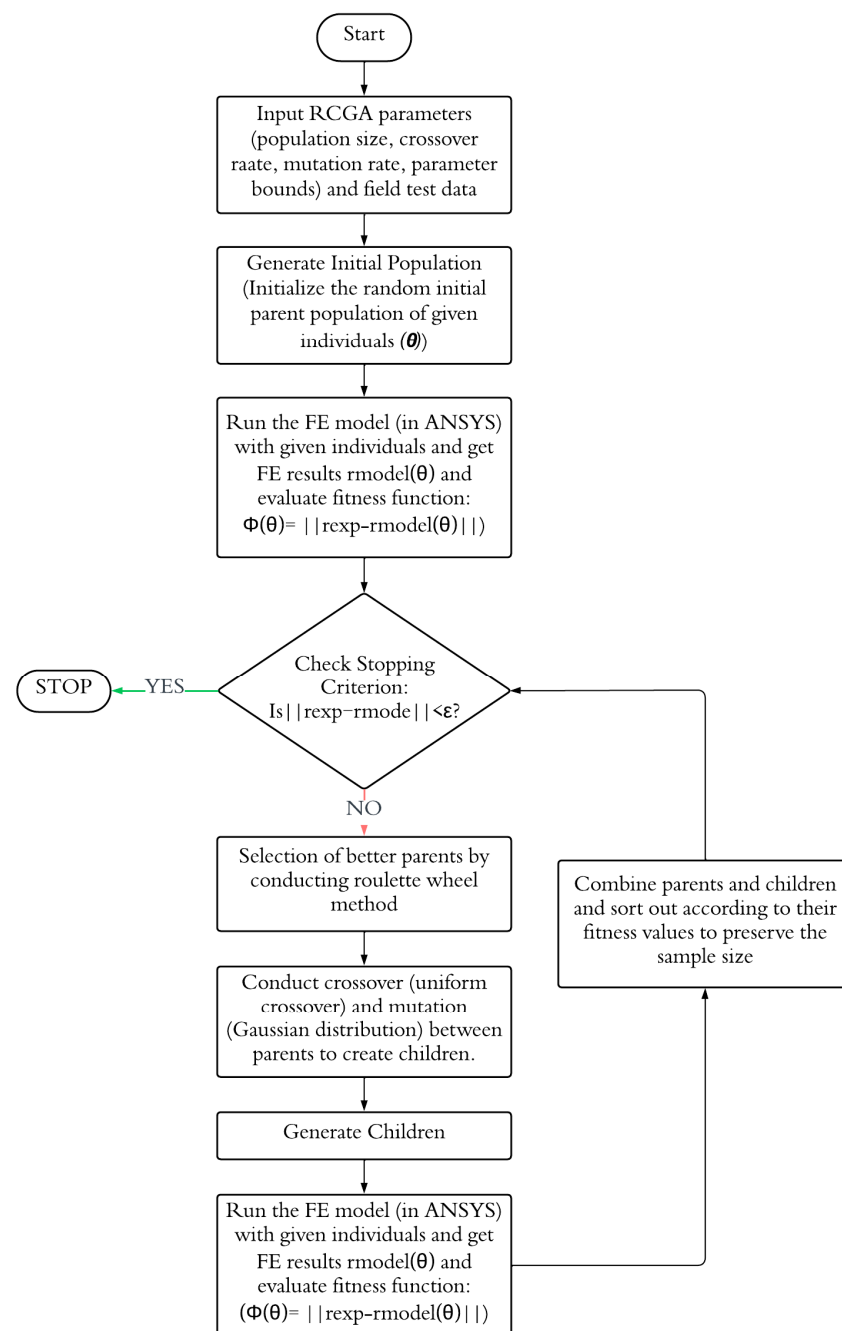 Start
Input RCGA parameters
(population size, crossover
raate, mutation rate, parameter
bounds) and field test data
Generate Initial Population
(Initialize the random initial
parent population of given
individuals (θ))
Run the FE model (in ANSYS)
with given individuals and get
FE results rmodel(θ) and
evaluate fitness function:
Φ(θ)= ||rexp-rmodel(θ)||)
Check Stopping
Criterion:
Is||rexp−rmode||<ε?
YES
STOP
NO
Selection of better parents by
conducting roulette wheel
method
Conduct crossover (uniform
crossover) and mutation
(Gaussian distribution) between
parents to create children.
Generate Children
Run the FE model (in ANSYS)
with given individuals and get
FE results rmodel(θ) and
evaluate fitness function:
(Φ(θ)= ||rexp-rmodel(θ)||)
Combine parents and children
and sort out according to their
fitness values to preserve the
sample size